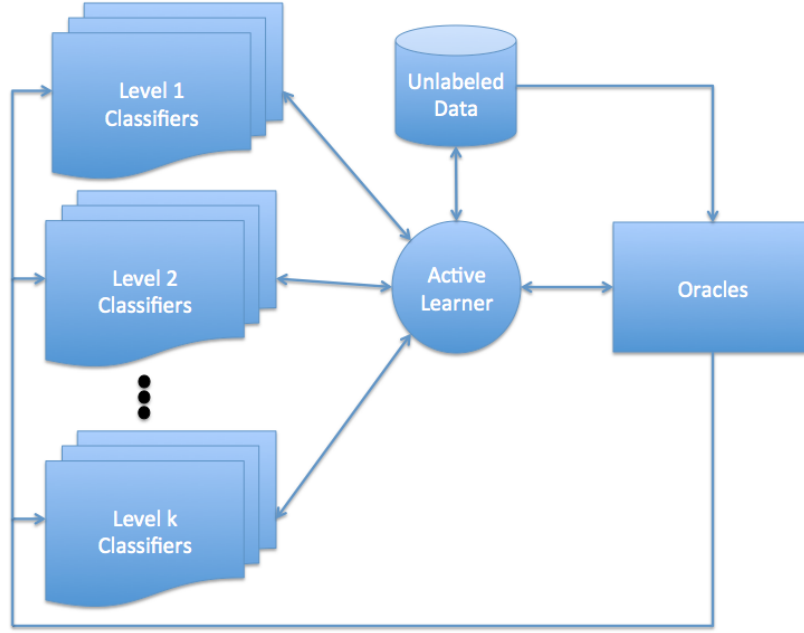 Level 1
Classifiers
Unlabeled
Data
Level 2
Classifiers
Active
Learner
Oracles
Level k
Classifiers